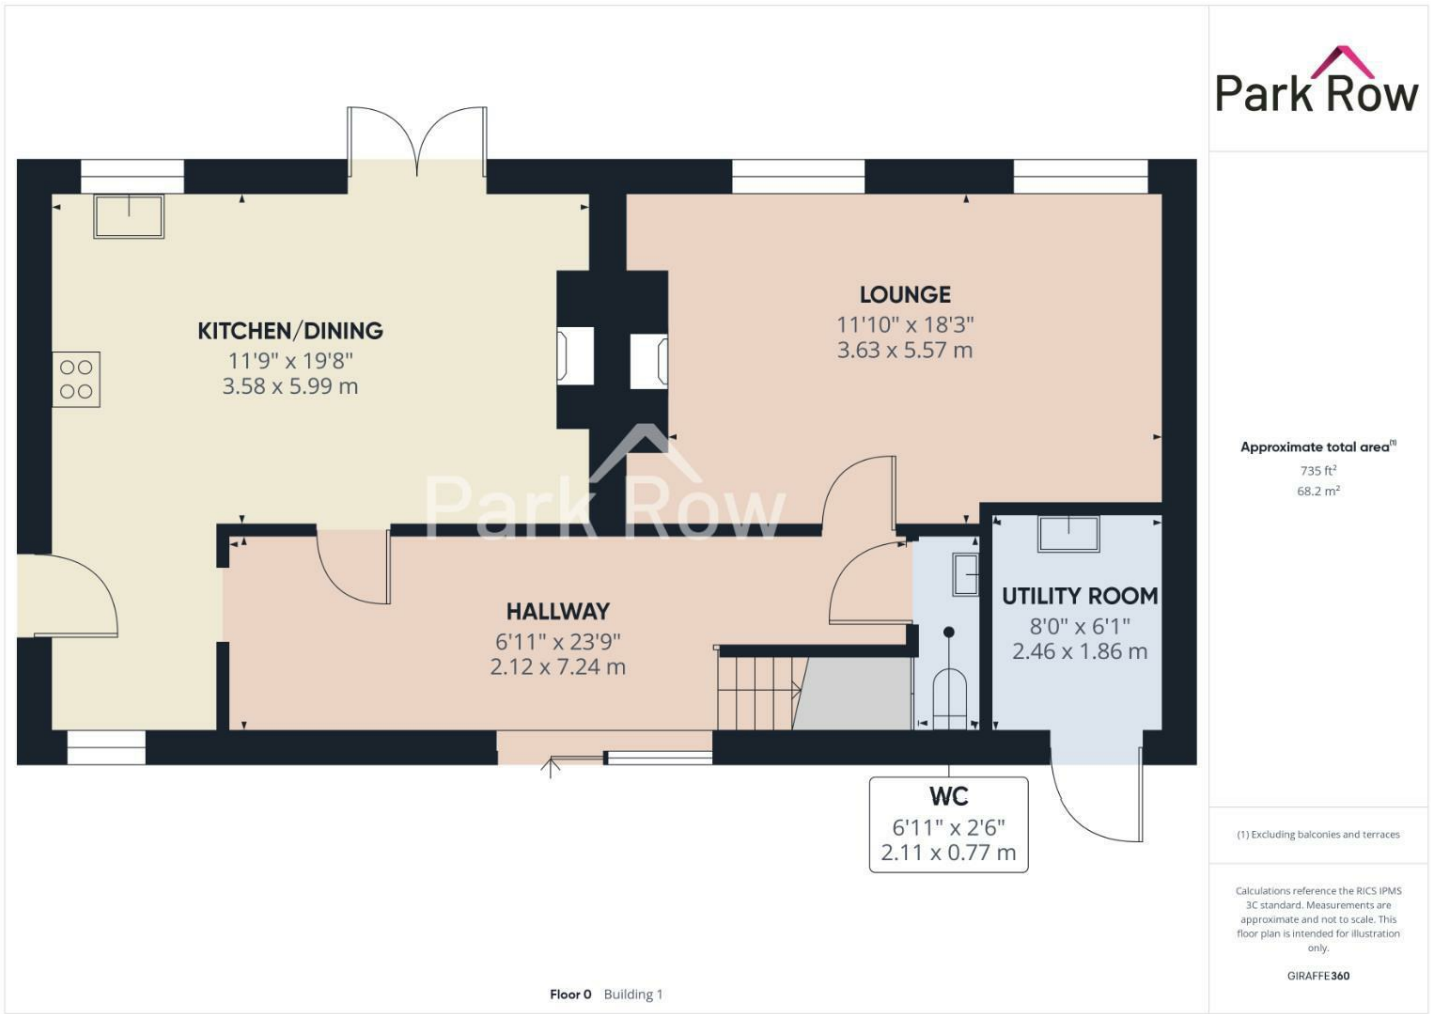 Park Row
KITCHEN/DINING
11'9" x 19'8"
3.58 x 5.99 m
LOUNGE
11'10" x 18'3"
3.63 x 5.57 m
Park Row
HALLWAY
6'11" x 23'9"
2.12 x 7.24 m
UTILITY ROOM
8'0" x 6'1"
2.46 x 1.86 m
WC
6'11" x 2'6"
2.11 x 0.77 m
Floor 0 Building 1
Approximate total area(1)
735 ft²
68.2 m²
(1) Excluding balconies and terraces
Calculations reference the RICS IPMS
3C standard. Measurements are
approximate and not to scale. This
floor plan is intended for illustration
only.
GIRAFFE360